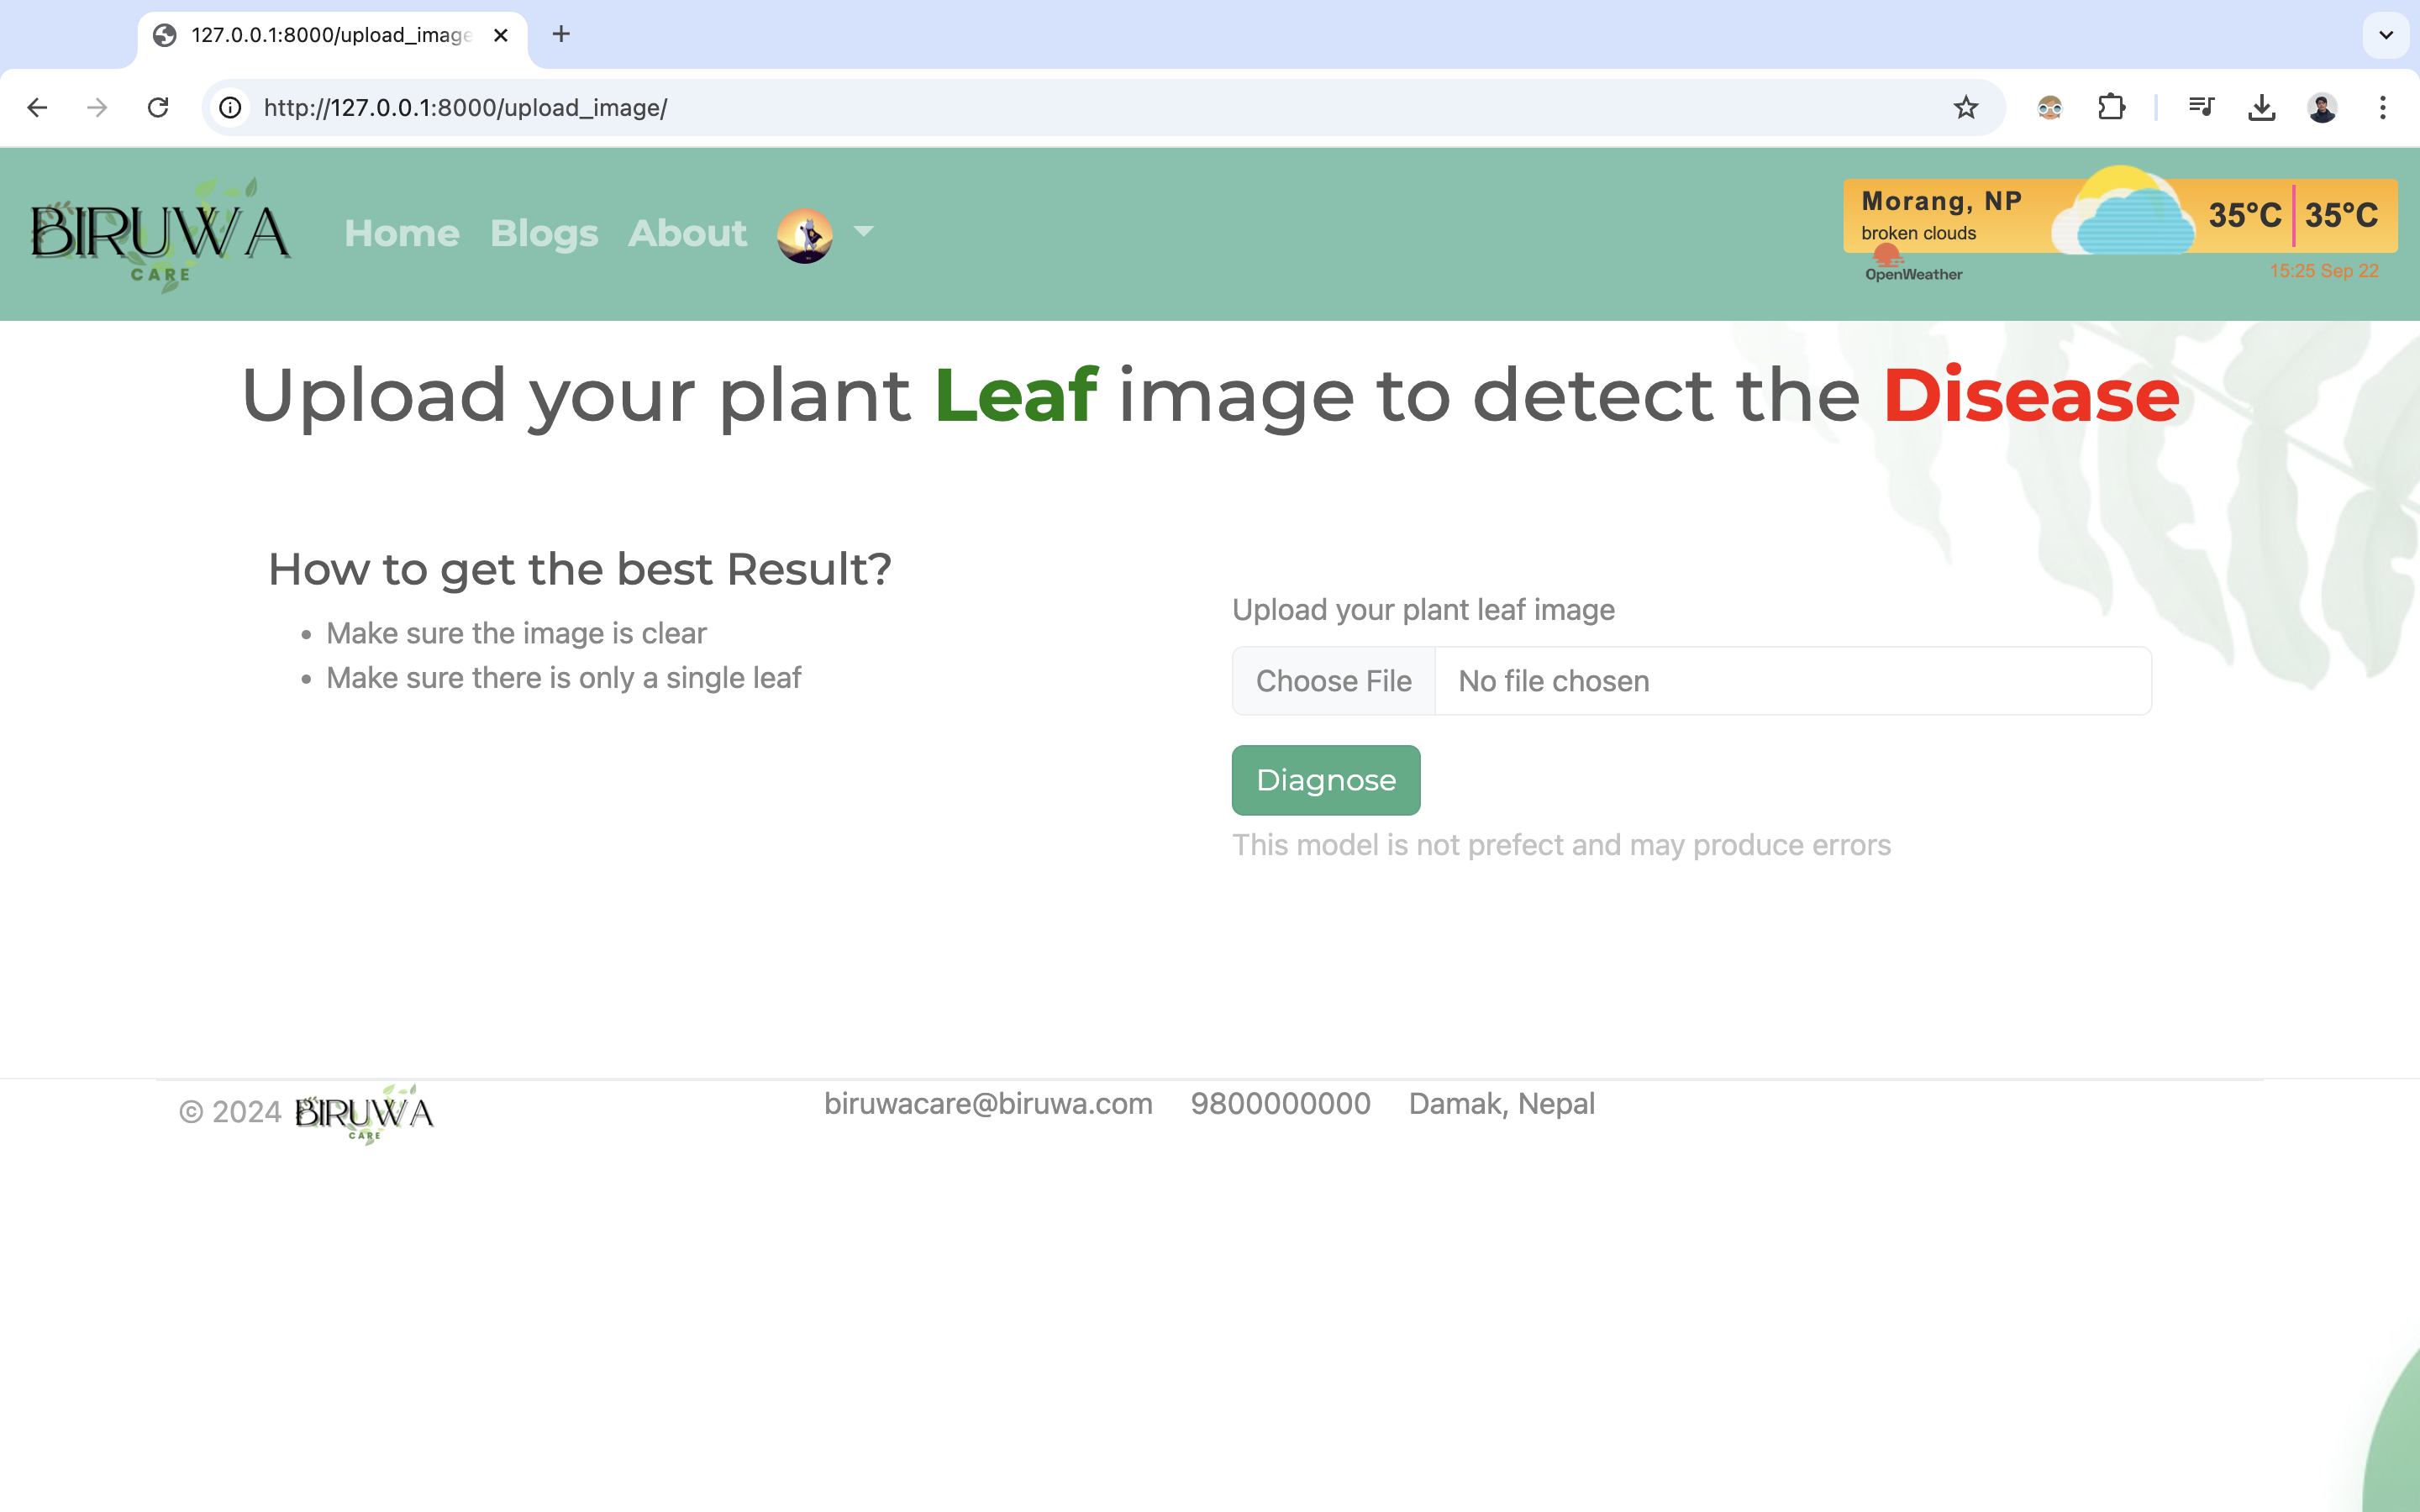 127.0.0.1:8000/upload_image
http://127.0.0.1:8000/upload_image/
BIRUWA
CARE
Home Blogs About
Morang, NP
broken clouds
35°C 35°C
OpenWeather
15:25 Sep 22
Upload your plant Leaf image to detect the Disease
How to get the best Result?
• Make sure the image is clear
• Make sure there is only a single leaf
Upload your plant leaf image
Choose File No file chosen
Diagnose
This model is not prefect and may produce errors
© 2024 BIRUWA
CARE
biruwacare@biruwa.com 9800000000 Damak, Nepal